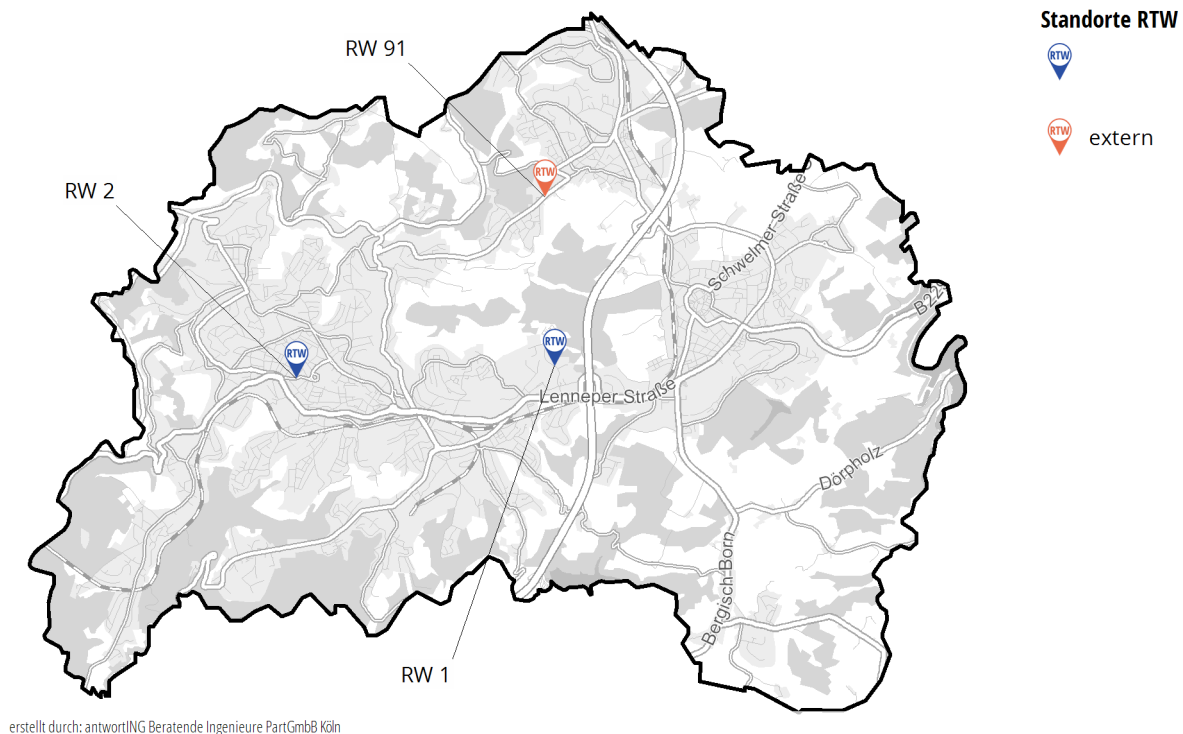 Standorte RTW
RTW
RTW extern
RW 91
RTW
RW 2
Schwelmer-Straße
RTW
RTW
Lenneper Straße
Dörpholz
Bergisch-Born
RW 1
erstellt durch: antwortING Beratende Ingenieure PartGmbB Köln